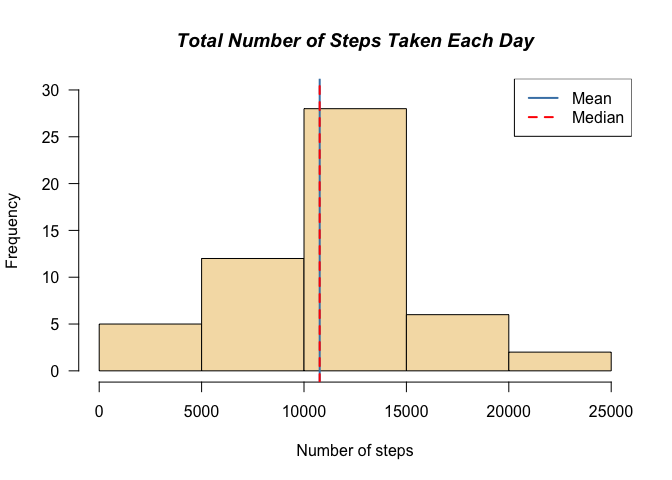 Total Number of Steps Taken Each Day
Mean
Median
Frequency
30
25
20
15
10
5
0
0 5000 10000 15000 20000 25000
Number of steps